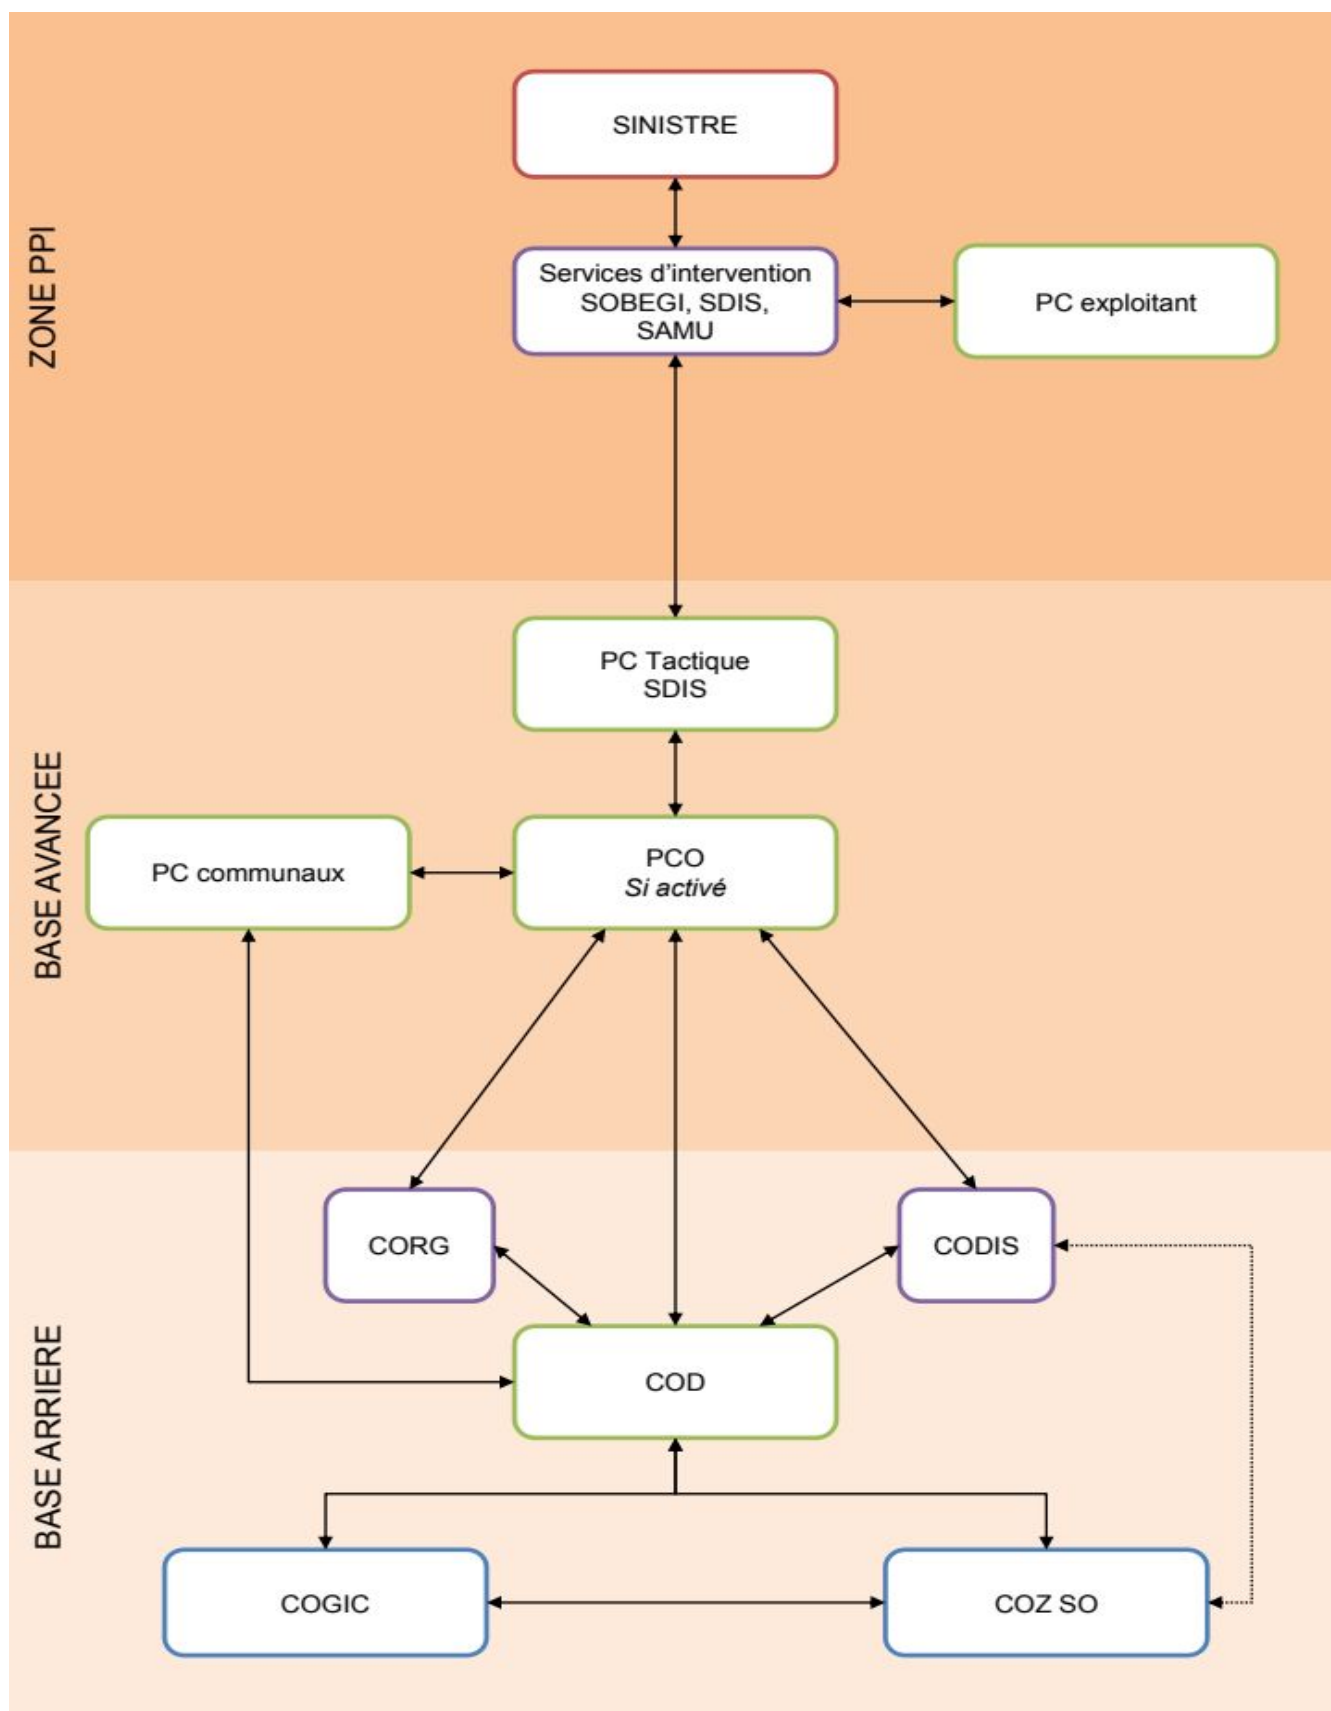 ZONE PPI
SINISTRE
Services d'intervention
SOBEGI, SDIS,
SAMU
PC exploitant
BASE AVANCEE
PC Tactique
SDIS
PC communaux
PCO
Si activé
BASE ARRIERE
CORG
CODIS
COD
COGIC
COZ SO